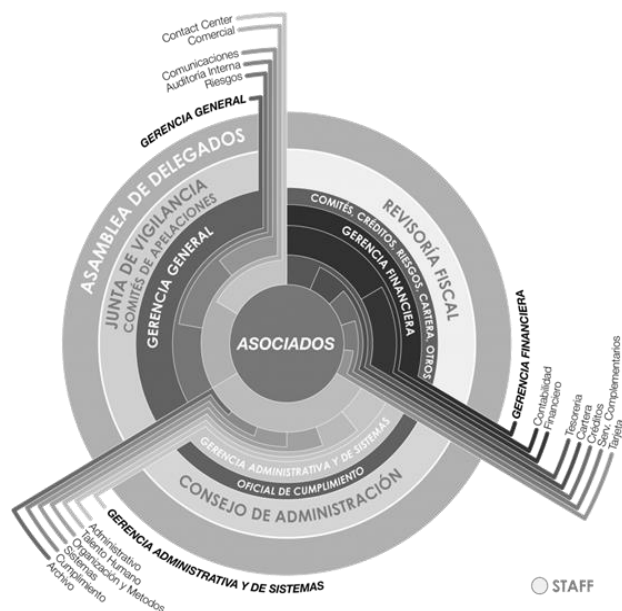 Contact Center
Comercial
Comunicaciones
Auditoria Interna
Riesgos
GERENCIA GENERAL
ASAMBLEA DE DELEGADOS
JUNTA DE VIGILANCIA
COMITÉS DE APELACIONES
GERENCIA GENERAL
REVISORÍA FISCAL
COMITÉS, CRÉDITOS, RIESGOS, CARTERA, OTROS
GERENCIA FINANCIERA
ASOCIADOS
GERENCIA FINANCIERA
Contabilidad
Financiero
Tesorería
Cartera
Créditos
Serv. Complementarios
Tarjeta
GERENCIA ADMINISTRATIVA Y DE SISTEMAS
OFICIAL DE CUMPLIMIENTO
CONSEJO DE ADMINISTRACIÓN
GERENCIA ADMINISTRATIVA Y DE SISTEMAS
Administrativo
Talento Humano
Organización y Metodos
Sistemas
Cumplimiento
Archivo
STAFF